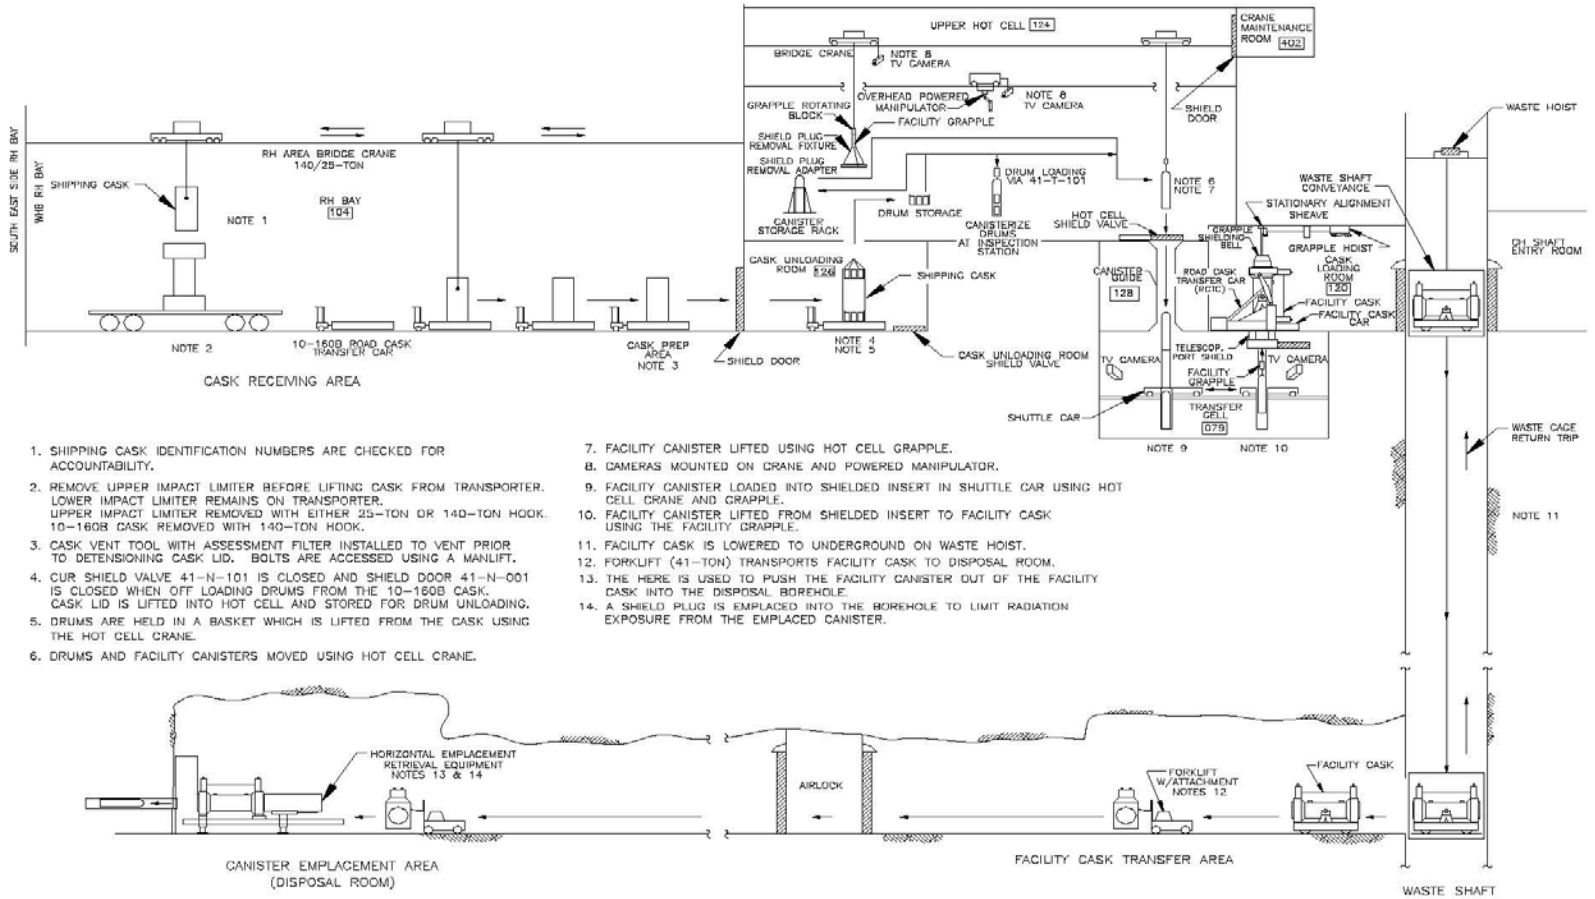 UPPER HOT CELL 124
CRANE
MAINTENANCE
ROOM 402
BRIDGE CRANE
NOTE 8
TV CAMERA
OVERHEAD POWERED
MANIPULATOR
NOTE 8
TV CAMERA
SHIELD
DOOR
WASTE HOIST
GRAPPLE ROTATING
BLOCK
FACILITY GRAPPLE
SHIELD PLUG
REMOVAL FIXTURE
SHIELD PLUG
REMOVAL ADAPTER
SOUTH EAST SIDE RH BAY
WHB RH BAY
RH AREA BRIDGE CRANE
140/25-TON
SHIPPING CASK
NOTE 1
RH BAY
104
DRUM LOADING
VIA 41-T-101
NOTE 6
NOTE 7
WASTE SHAFT
CONVEYANCE
STATIONARY ALIGNMENT
SHEAVE
CANISTER
STORAGE RACK
DRUM STORAGE
CANISTERIZE
DRUMS
AT INSPECTION
STATION
HOT CELL
SHIELD VALVE
GRAPPLE
SHIELDING
BELL
GRAPPLE HOIST
CH SHAFT
ENTRY ROOM
CASK UNLOADING
ROOM 126
SHIPPING CASK
CANISTER
GUIDE
128
ROAD CASK
TRANSFER CAR
(RCTC)
CASK
LOADING
ROOM
120
FACILITY CASK
FACILITY CASK
CAR
NOTE 2
10-160B ROAD CASK
TRANSFER CAR
CASK PREP
AREA
NOTE 3
SHIELD DOOR
NOTE 4
NOTE 5
CASK UNLOADING ROOM
SHIELD VALVE
TELESCOP.
PORT SHIELD
TV CAMERA
TV CAMERA
FACILITY
GRAPPLE
CASK RECEIVING AREA
SHUTTLE CAR
TRANSFER
CELL
079
NOTE 9
NOTE 10
WASTE CAGE
RETURN TRIP
NOTE 11
1. SHIPPING CASK IDENTIFICATION NUMBERS ARE CHECKED FOR
ACCOUNTABILITY.
2. REMOVE UPPER IMPACT LIMITER BEFORE LIFTING CASK FROM TRANSPORTER.
LOWER IMPACT LIMITER REMAINS ON TRANSPORTER.
UPPER IMPACT LIMITER REMOVED WITH EITHER 25-TON OR 140-TON HOOK.
10-160B CASK REMOVED WITH 140-TON HOOK.
3. CASK VENT TOOL WITH ASSESSMENT FILTER INSTALLED TO VENT PRIOR
TO DETENSIONING CASK LID. BOLTS ARE ACCESSED USING A MANLIFT.
4. CUR SHIELD VALVE 41-N-101 IS CLOSED AND SHIELD DOOR 41-N-001
IS CLOSED WHEN OFF LOADING DRUMS FROM THE 10-160B CASK.
CASK LID IS LIFTED INTO HOT CELL AND STORED FOR DRUM UNLOADING.
5. DRUMS ARE HELD IN A BASKET WHICH IS LIFTED FROM THE CASK USING
THE HOT CELL CRANE.
6. DRUMS AND FACILITY CANISTERS MOVED USING HOT CELL CRANE.
7. FACILITY CANISTER LIFTED USING HOT CELL GRAPPLE.
8. CAMERAS MOUNTED ON CRANE AND POWERED MANIPULATOR.
9. FACILITY CANISTER LOADED INTO SHIELDED INSERT IN SHUTTLE CAR USING HOT
CELL CRANE AND GRAPPLE.
10. FACILITY CANISTER LIFTED FROM SHIELDED INSERT TO FACILITY CASK
USING THE FACILITY GRAPPLE.
11. FACILITY CASK IS LOWERED TO UNDERGROUND ON WASTE HOIST.
12. FORKLIFT (41-TON) TRANSPORTS FACILITY CASK TO DISPOSAL ROOM.
13. THE HERE IS USED TO PUSH THE FACILITY CANISTER OUT OF THE FACILITY
CASK INTO THE DISPOSAL BOREHOLE.
14. A SHIELD PLUG IS EMPLACED INTO THE BOREHOLE TO LIMIT RADIATION
EXPOSURE FROM THE EMPLACED CANISTER.
HORIZONTAL EMPLACEMENT
RETRIEVAL EQUIPMENT
NOTES 13 & 14
AIRLOCK
FORKLIFT
W/ATTACHMENT
NOTES 12
FACILITY CASK
CANISTER EMPLACEMENT AREA
(DISPOSAL ROOM)
FACILITY CASK TRANSFER AREA
WASTE SHAFT